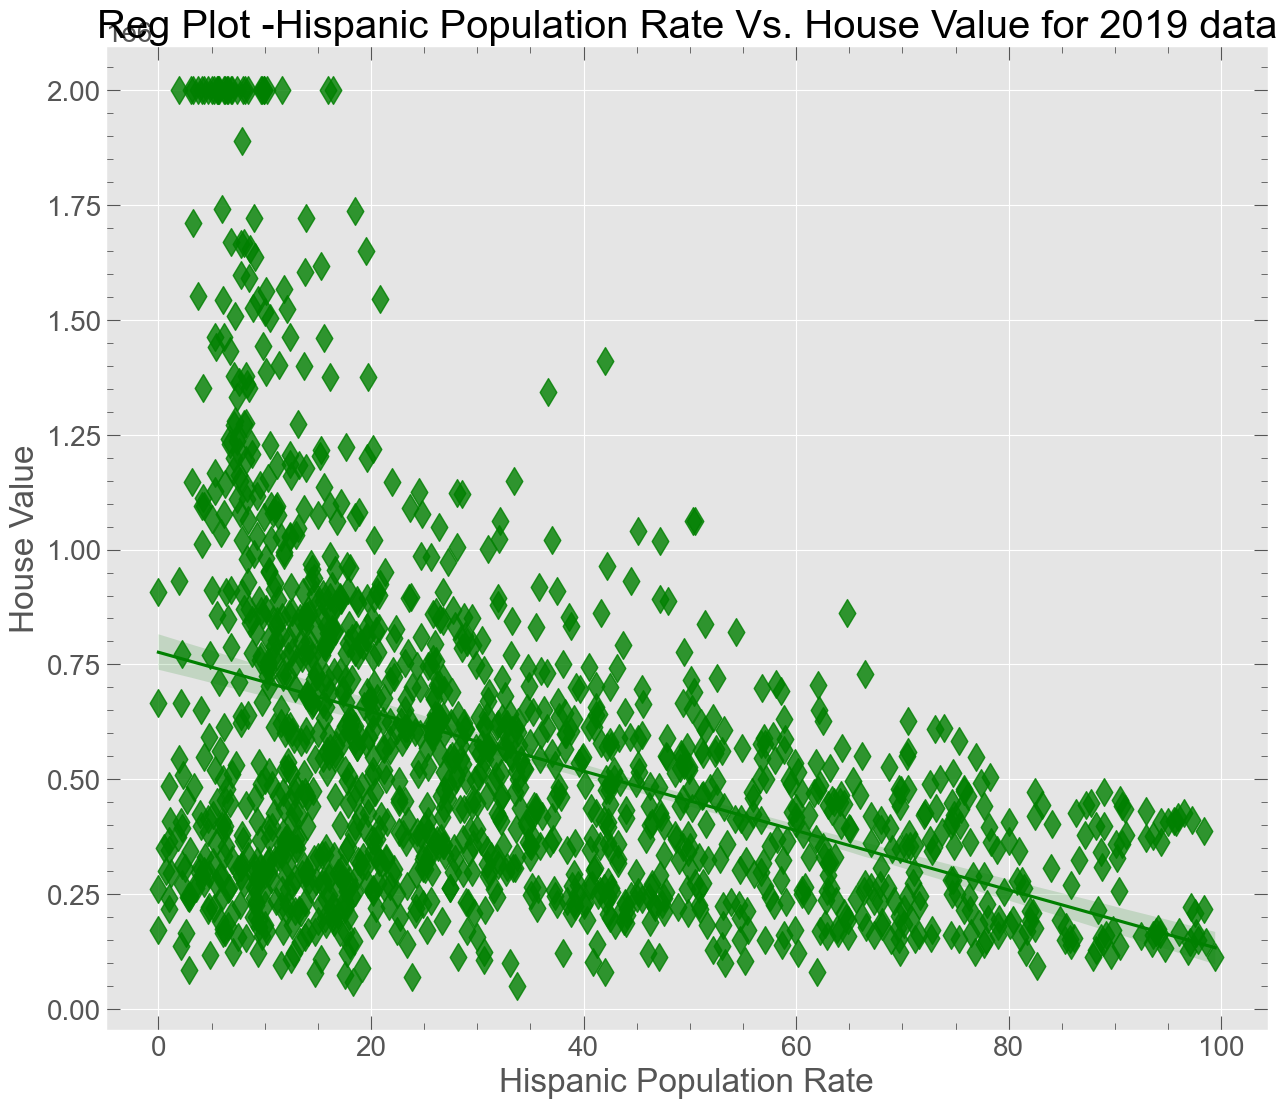 Reg Plot -Hispanic Population Rate Vs. House Value for 2019 data
1e6
2.00
1.75
1.50
1.25
1.00
0.75
0.50
0.25
0.00
House Value
0 20 40 60 80 100
Hispanic Population Rate